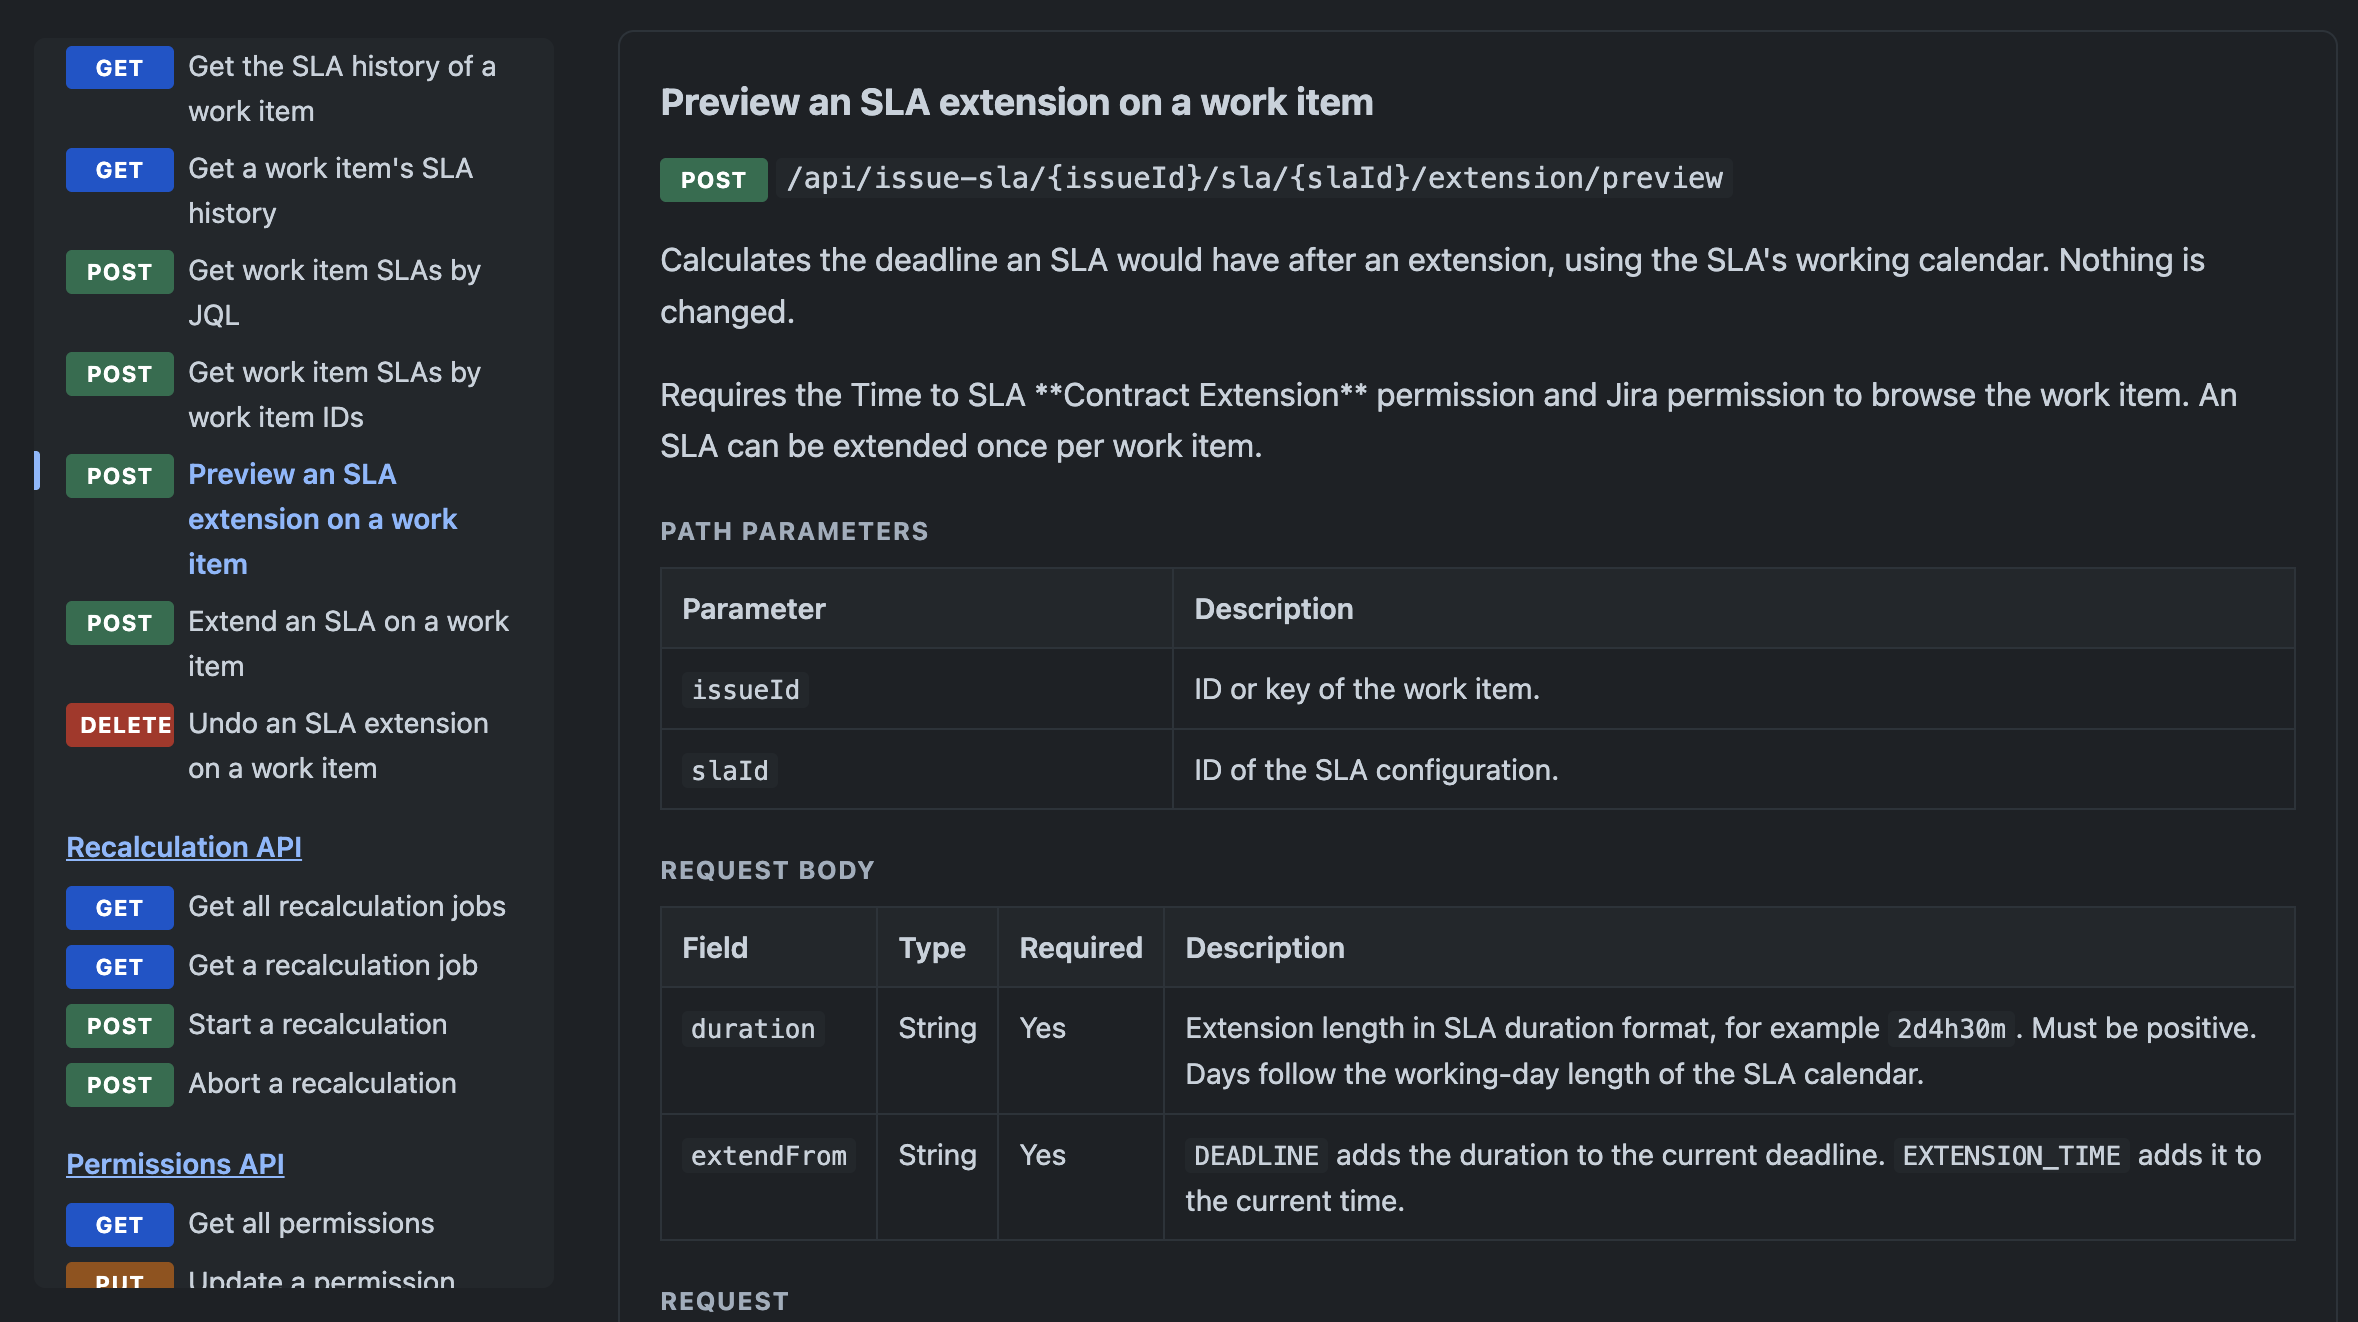 GET Get the SLA history of a
work item
GET Get a work item's SLA
history
POST Get work item SLAs by
JQL
POST Get work item SLAs by
work item IDs
POST Preview an SLA
extension on a work
item
POST Extend an SLA on a work
item
DELETE Undo an SLA extension
on a work item
Recalculation API
GET Get all recalculation jobs
GET Get a recalculation job
POST Start a recalculation
POST Abort a recalculation
Permissions API
GET Get all permissions
PUT Update a permission
Preview an SLA extension on a work item
POST /api/issue-sla/{issueId}/sla/{slaId}/extension/preview
Calculates the deadline an SLA would have after an extension, using the SLA's working calendar. Nothing is
changed.
Requires the Time to SLA **Contract Extension** permission and Jira permission to browse the work item. An
SLA can be extended once per work item.
PATH PARAMETERS
Parameter Description
issueId ID or key of the work item.
slaId ID of the SLA configuration.
REQUEST BODY
Field Type Required Description
duration String Yes Extension length in SLA duration format, for example 2d4h30m. Must be positive.
Days follow the working-day length of the SLA calendar.
extendFrom String Yes DEADLINE adds the duration to the current deadline. EXTENSION_TIME adds it to
the current time.
REQUEST